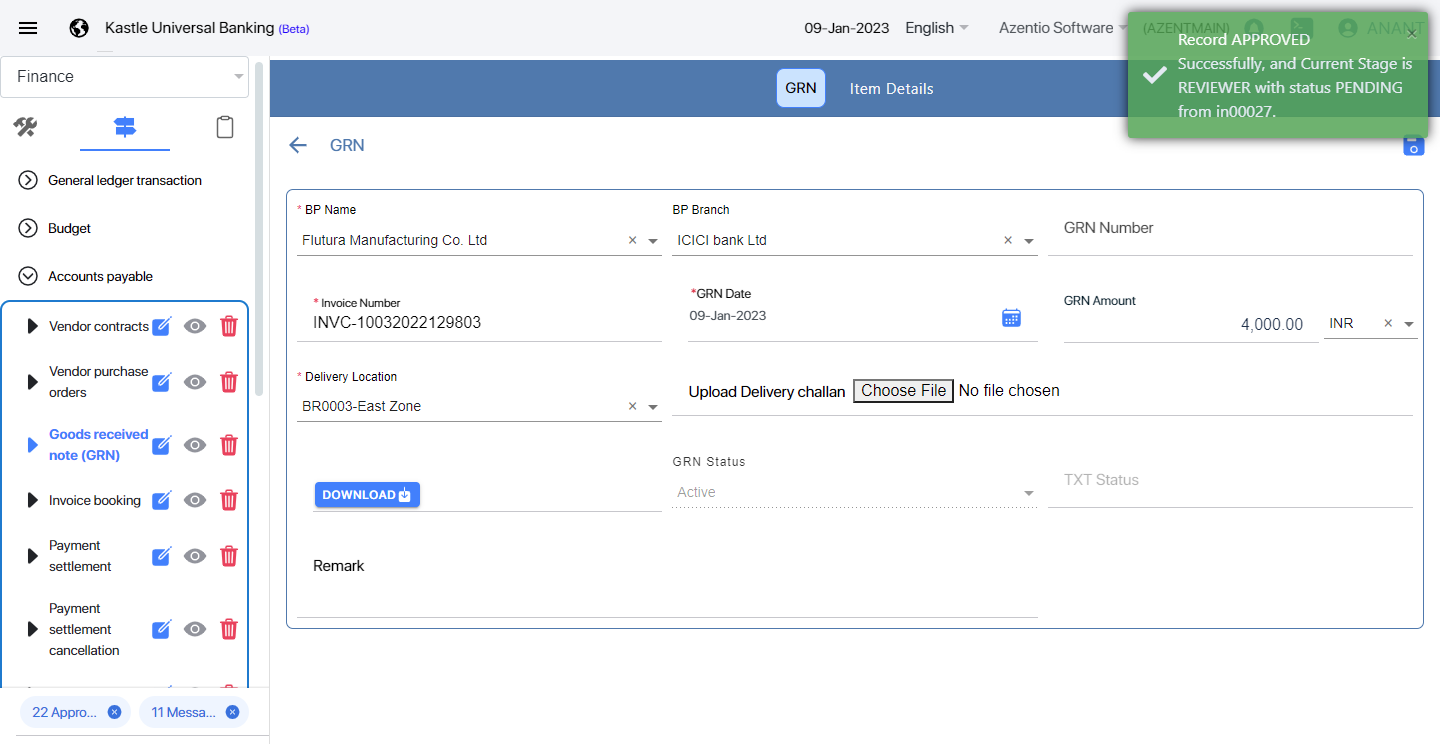 Kastle Universal Banking (Beta)
09-Jan-2023
English
Azentio Software
(AZENTMAIN)
ANANT
Record APPROVED
Successfully, and Current Stage is
REVIEWER with status PENDING
from in00027.
Finance
GRN
Item Details
General ledger transaction
Budget
Accounts payable
Vendor contracts
Vendor purchase
orders
Goods received
note (GRN)
Invoice booking
Payment
settlement
Payment
settlement
cancellation
22 Appro...
11 Messa...
GRN
* BP Name
Flutura Manufacturing Co. Ltd
BP Branch
ICICI bank Ltd
GRN Number
* Invoice Number
INVC-10032022129803
*GRN Date
09-Jan-2023
GRN Amount
4,000.00
INR
* Delivery Location
BR0003-East Zone
Upload Delivery challan Choose File No file chosen
DOWNLOAD
GRN Status
Active
TXT Status
Remark